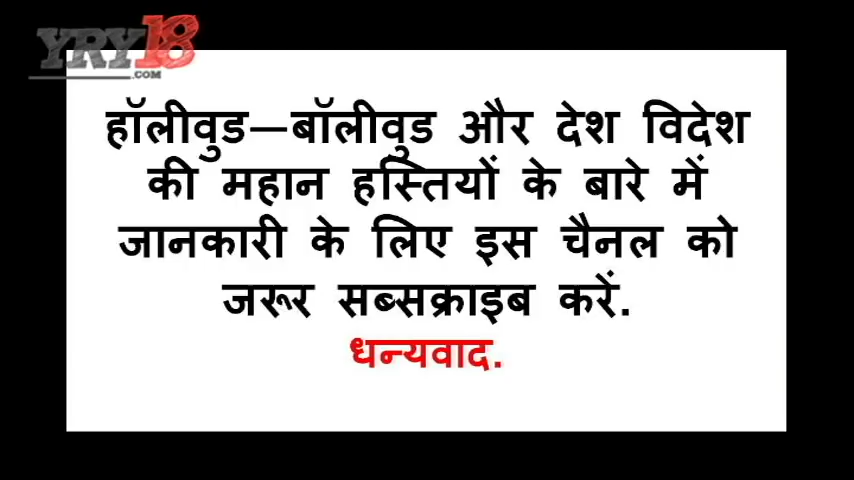 YRY18
.COM
हॉलीवुड—बॉलीवुड और देश विदेश
की महान हस्तियों के बारे में
जानकारी के लिए इस चैनल को
जरूर सब्सक्राइब करें.
धन्यवाद.